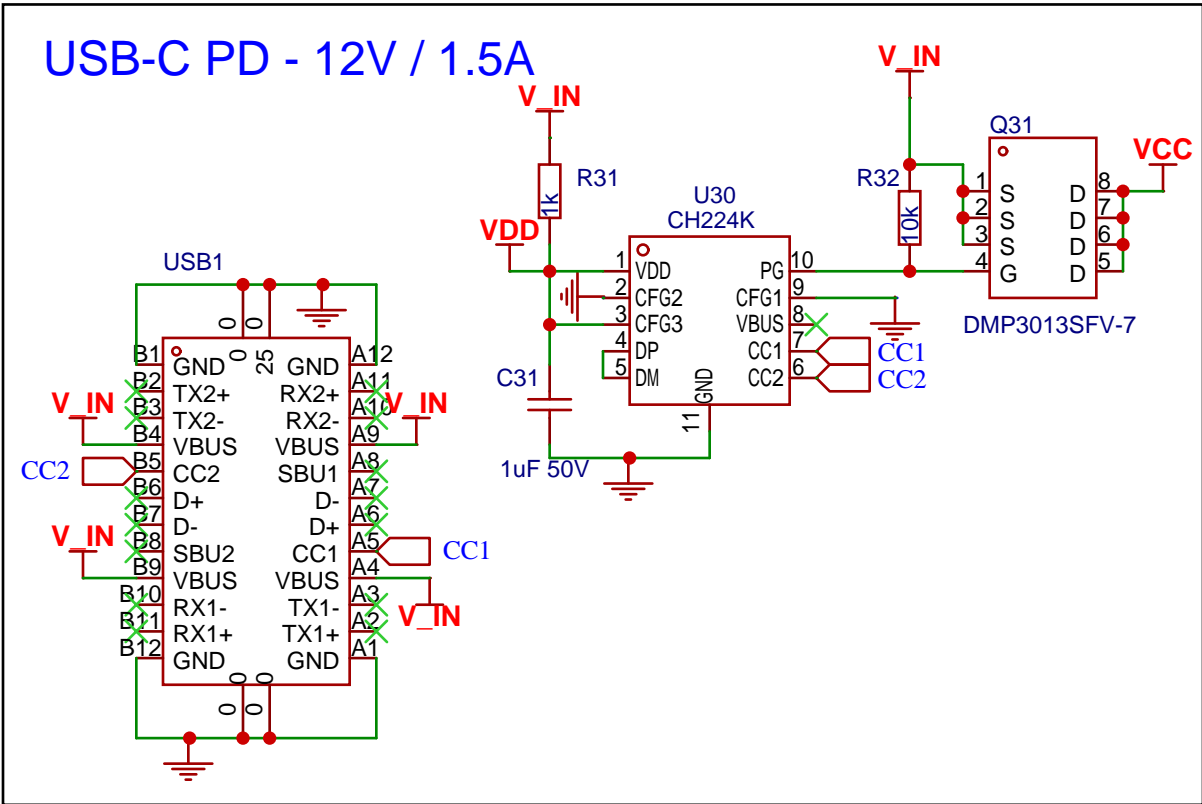 USB-C PD - 12V / 1.5A
V_IN
R31
1k
VDD
U30
CH224K
1 VDD
2 CFG2
3 CFG3
4 DP
5 DM
PG 10
CFG1 9
VBUS 8
CC1 7
CC2 6
GND 11
CC1
CC2
C31
1uF 50V
V_IN
R32
10k
Q31
1 S
2 S
3 S
4 G
D 8
D 7
D 6
D 5
VCC
DMP3013SFV-7
USB1
0 0
0 25
B1 GND
B2 TX2+
B3 TX2-
B4 VBUS
B5 CC2
B6 D+
B7 D-
B8 SBU2
B9 VBUS
B10 RX1-
B11 RX1+
B12 GND
GND A12
RX2+ A11
RX2- A10
VBUS A9
SBU1 A8
D- A7
D+ A6
CC1 A5
VBUS A4
TX1- A3
TX1+ A2
GND A1
V_IN
V_IN
CC2
V_IN
CC1
V_IN
0 0
0 0